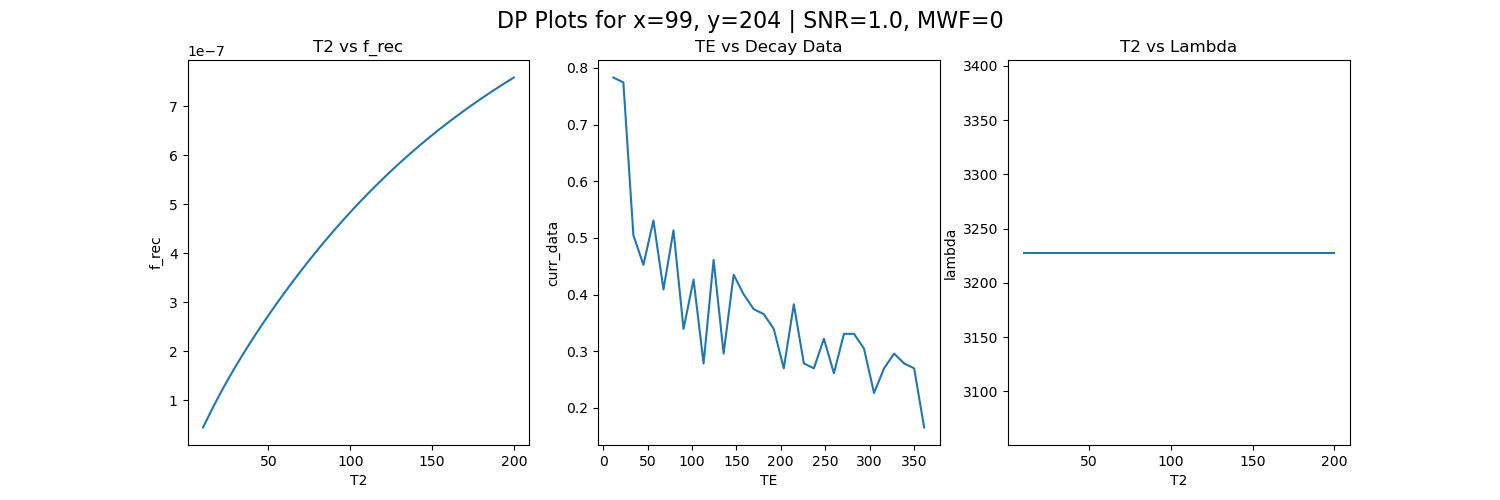 DP Plots for x=99, y=204 | SNR=1.0, MWF=0
T2 vs f_rec
1e−7
7
6
5
4
3
2
1
f_rec
50 100 150 200
T2
TE vs Decay Data
0.8
0.7
0.6
0.5
0.4
0.3
0.2
curr_data
0 50 100 150 200 250 300 350
TE
T2 vs Lambda
3400
3350
3300
3250
3200
3150
3100
lambda
50 100 150 200
T2